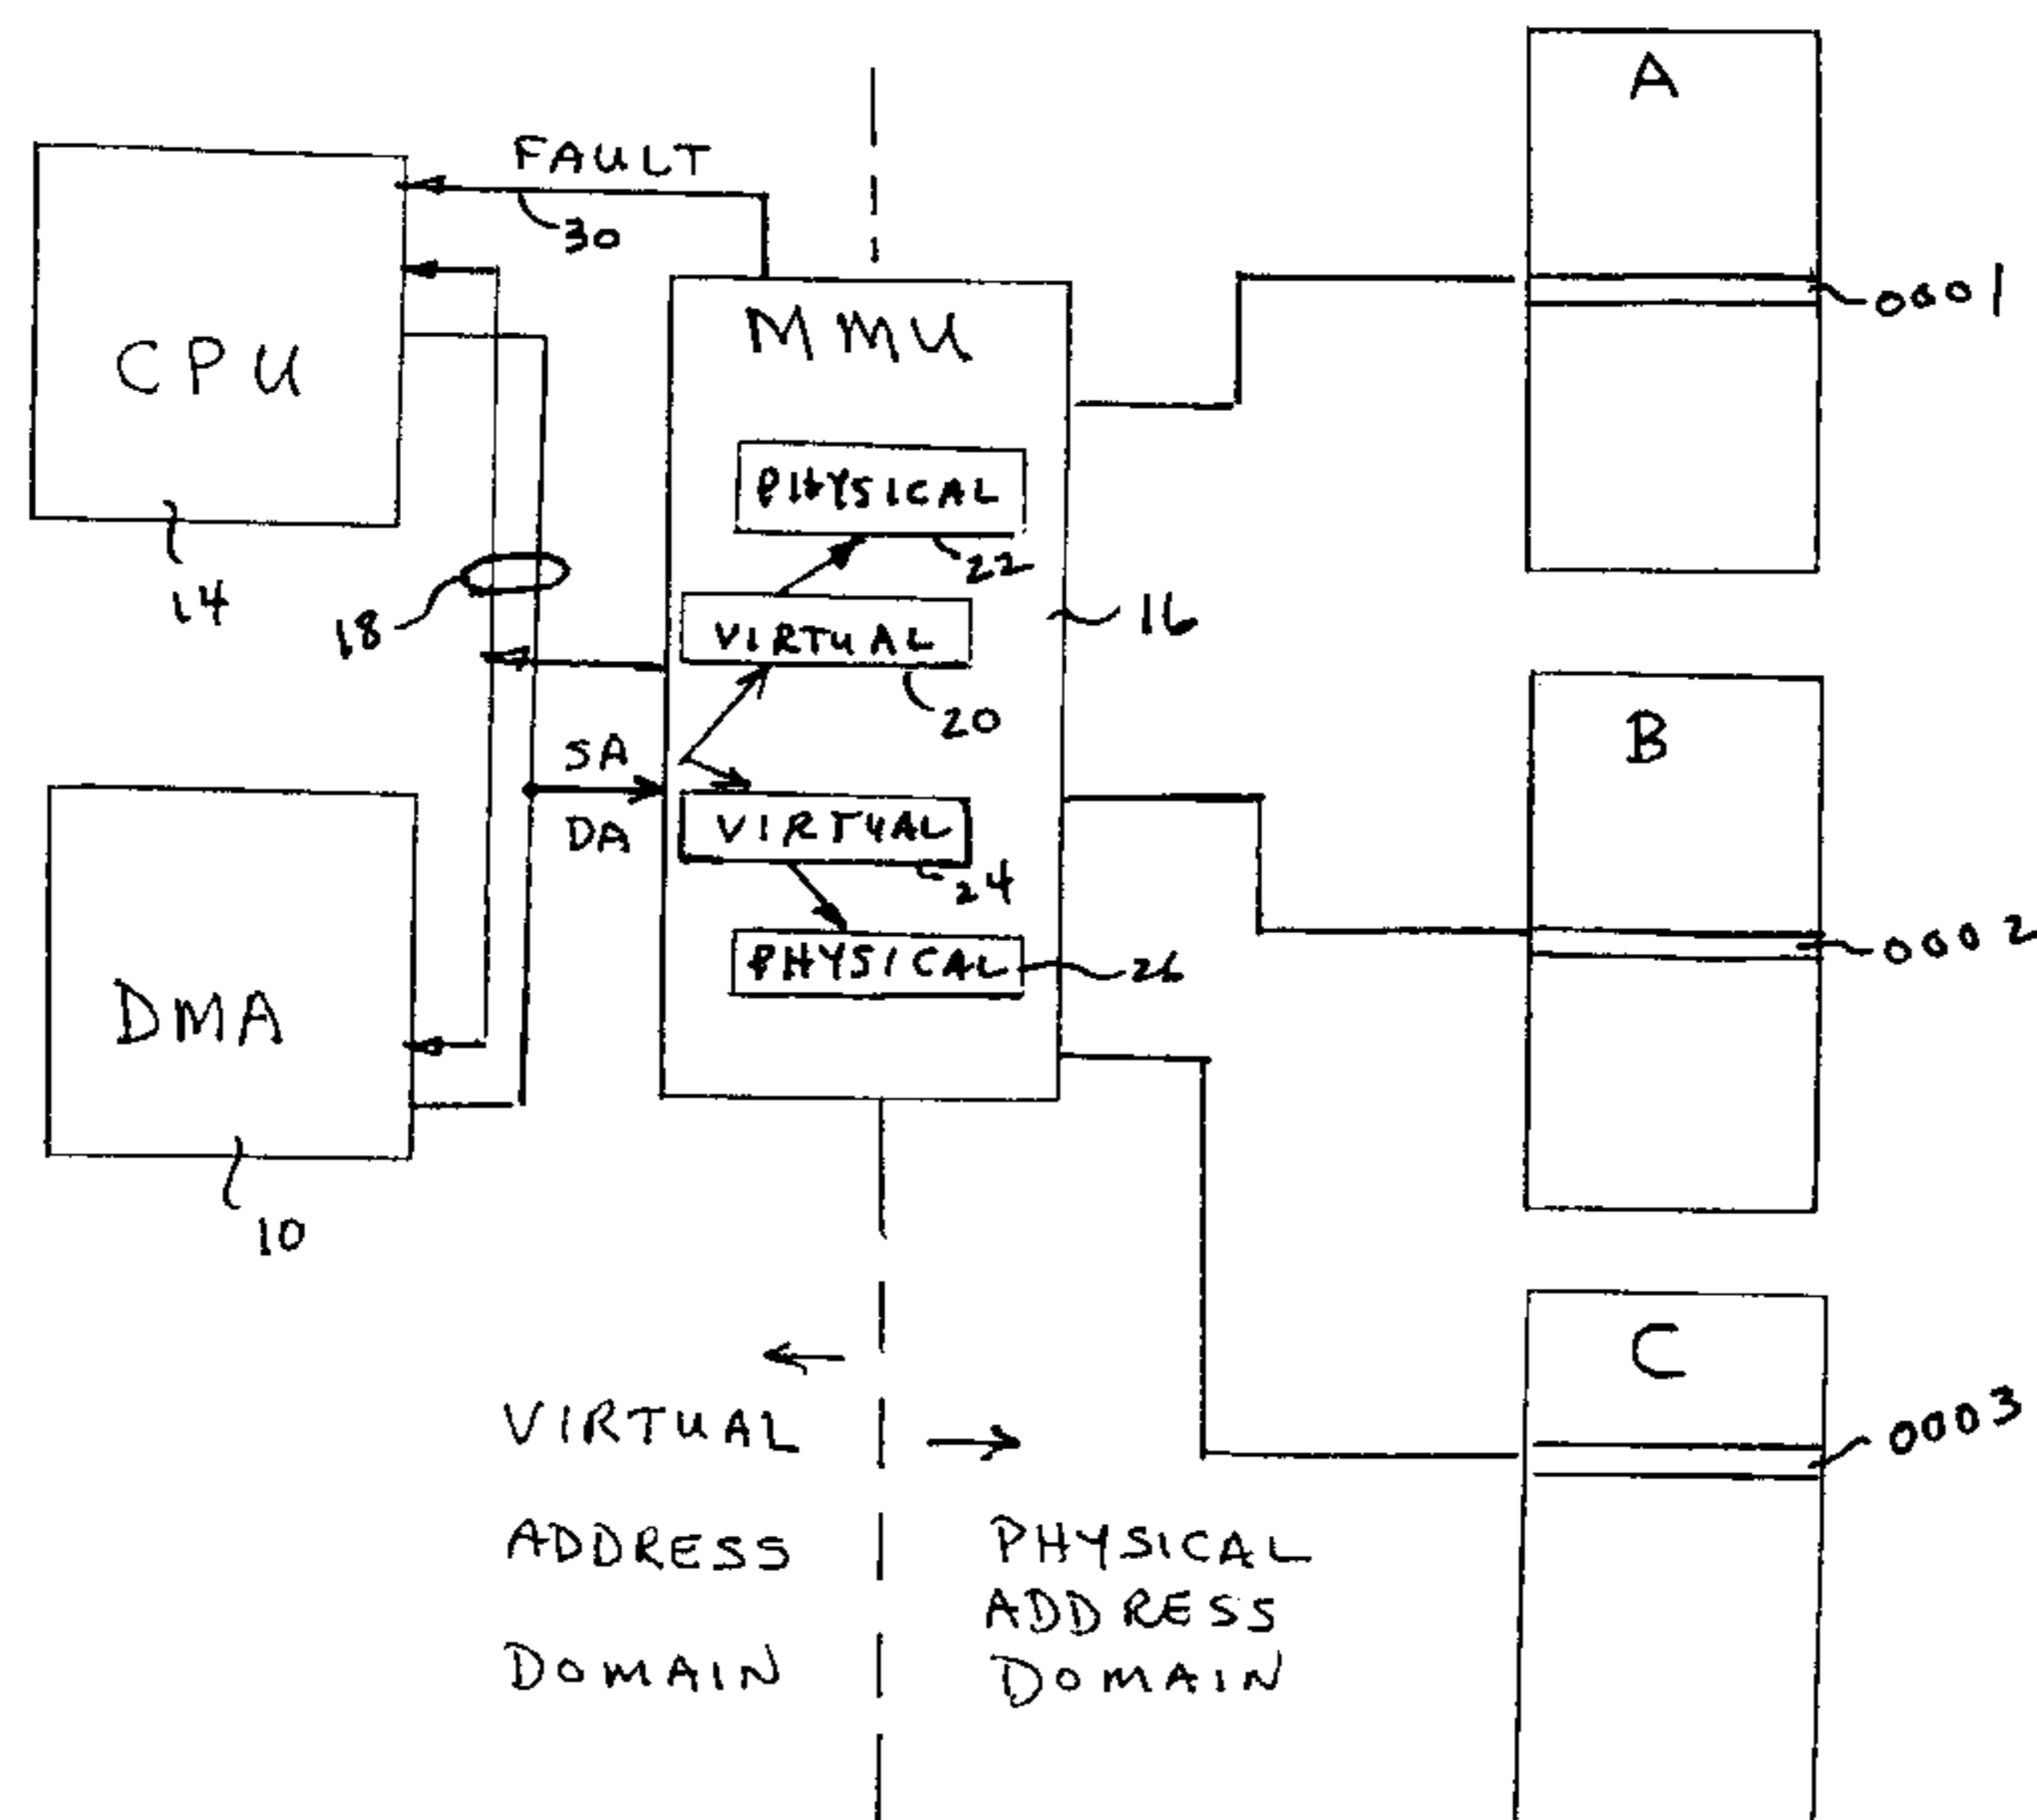 A
FAULT
30
0001
MMU
CPU
PHYSICAL
22
14
18
VIRTUAL
16
20
SA
B
DA
VIRTUAL
24
PHYSICAL
26
0002
DMA
10
C
0003
VIRTUAL
ADDRESS
DOMAIN
PHYSICAL
ADDRESS
DOMAIN